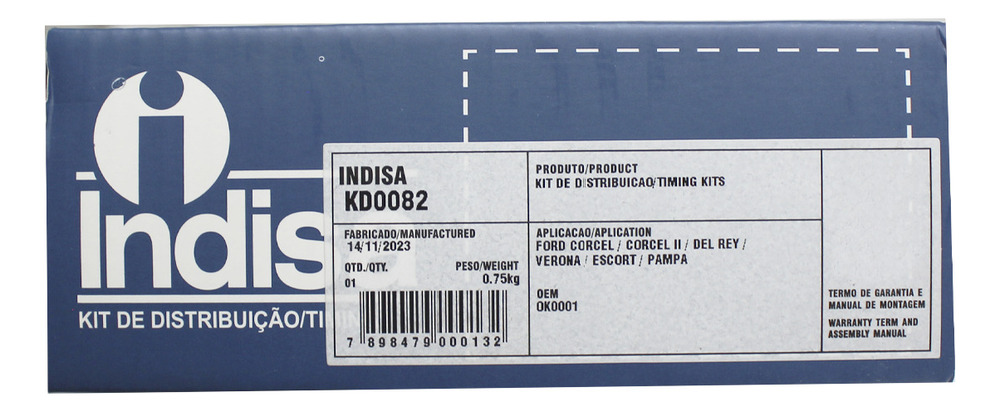 indis
KIT DE DISTRIBUIÇÃO/TI
INDISA
KD0082
FABRICADO/MANUFACTURED
14/11/2023
QTD./QTY. PESO/WEIGHT
01 0.75kg
7 898479 000132
PRODUTO/PRODUCT
KIT DE DISTRIBUICAO/TIMING KITS
APLICACAO/APLICATION
FORD CORCEL / CORCEL II / DEL REY /
VERONA / ESCORT / PAMPA
OEM
OK0001
TERMO DE GARANTIA E
MANUAL DE MONTAGEM
WARRANTY TERM AND
ASSEMBLY MANUAL